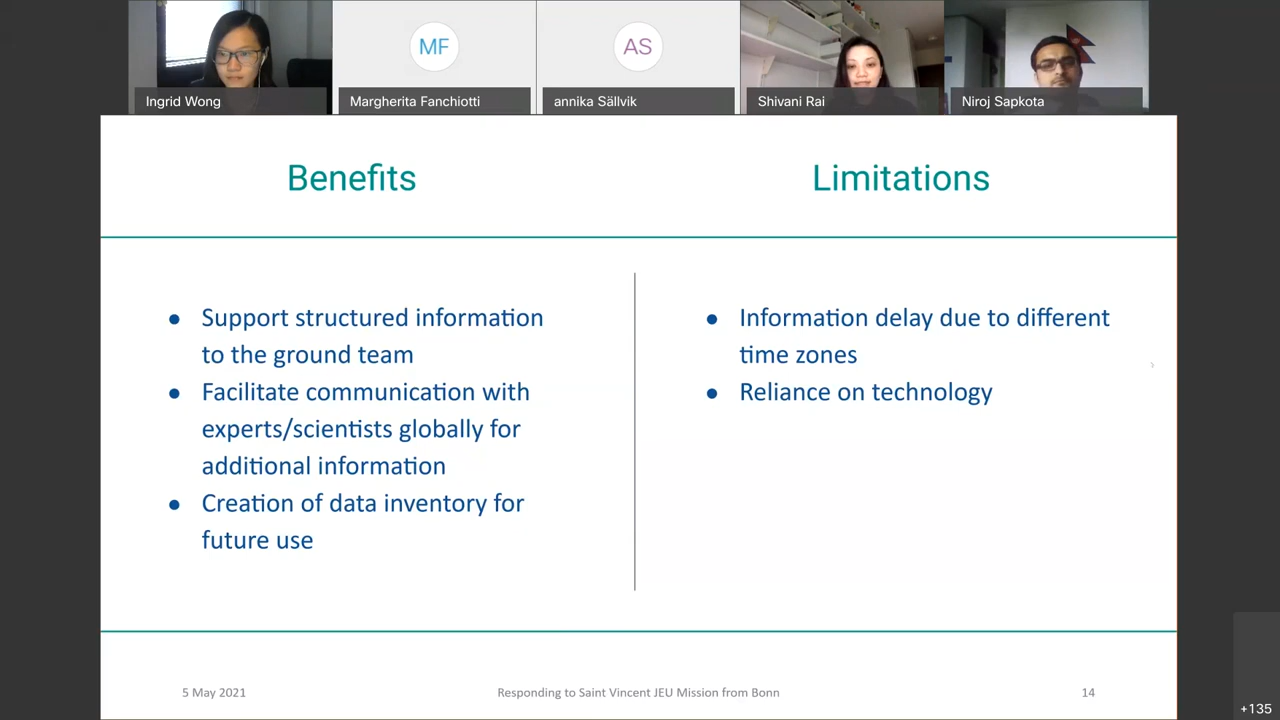 MF
AS
Ingrid Wong
Margherita Fanchiotti
annika Sällvik
Shivani Rai
Niroj Sapkota
Benefits
Limitations
● Support structured information
to the ground team
● Facilitate communication with
experts/scientists globally for
additional information
● Creation of data inventory for
future use
● Information delay due to different
time zones
● Reliance on technology
5 May 2021
Responding to Saint Vincent JEU Mission from Bonn
14
+135